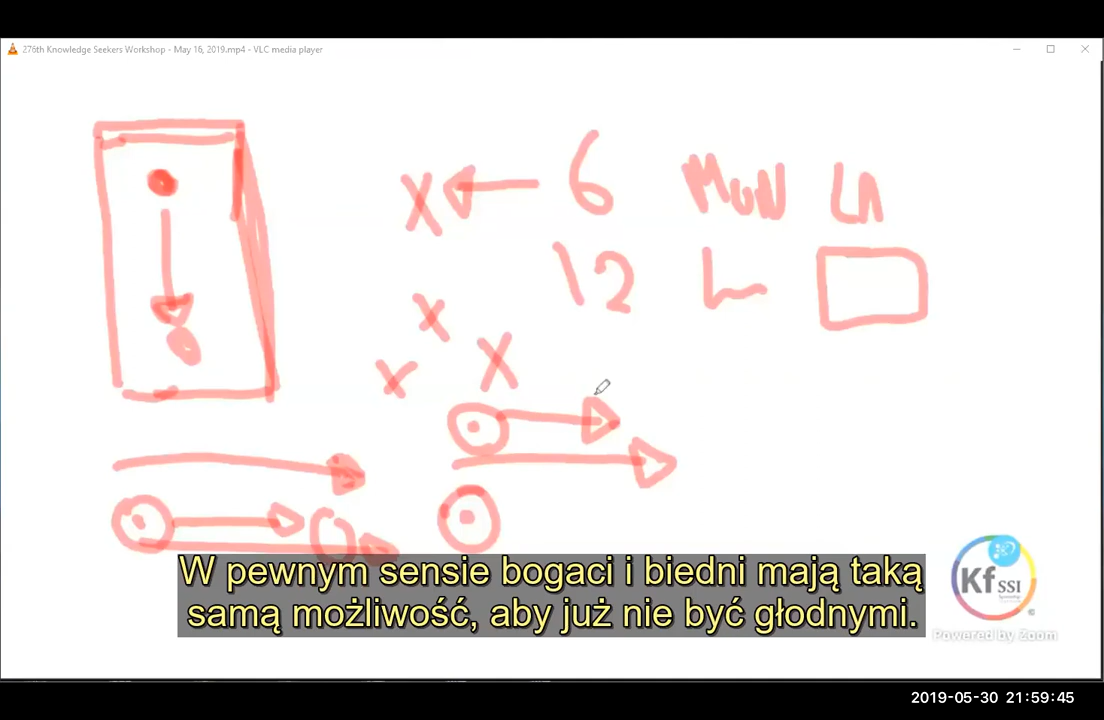 276th Knowledge Seekers Workshop - May 16, 2019.mp4 - VLC media player
X 6 MON
12
X
X X
W pewnym sensie bogaci i biedni mają taką
samą możliwość, aby już nie być głodnymi.
Kf SSI
Powered by Zoom
2019-05-30 21:59:45